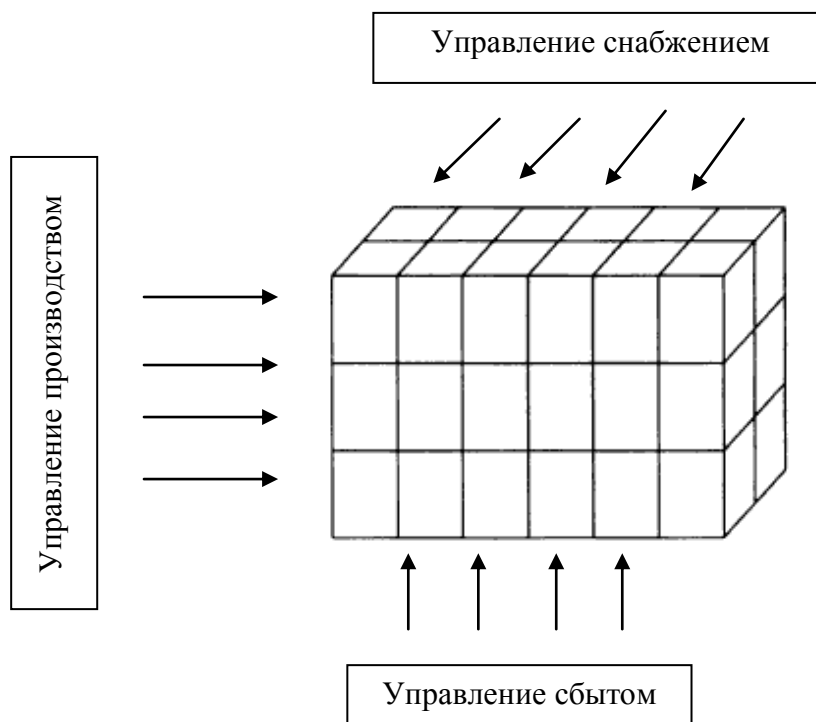 Управление снабжением
Управление производством
Управление сбытом